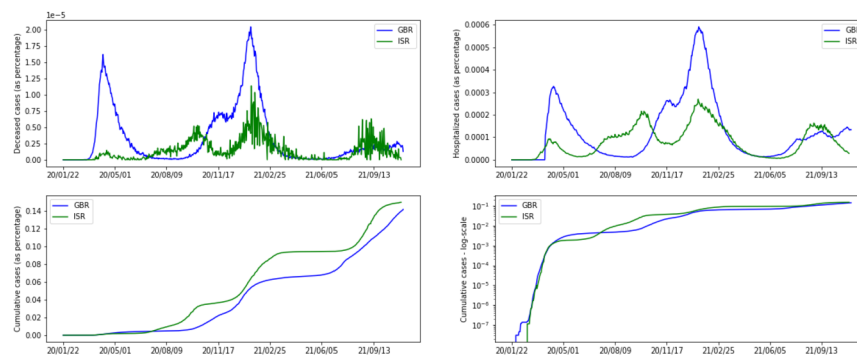 1e−5
Deceased cases (as percentage)
2.00
1.75
1.50
1.25
1.00
0.75
0.50
0.25
0.00
GBR
ISR
20/01/22 20/05/01 20/08/09 20/11/17 21/02/25 21/06/05 21/09/13
Hospitalized cases (as percentage)
0.0006
0.0005
0.0004
0.0003
0.0002
0.0001
0.0000
GBR
ISR
20/01/22 20/05/01 20/08/09 20/11/17 21/02/25 21/06/05 21/09/13
Cumulative cases (as percentage)
0.14
0.12
0.10
0.08
0.06
0.04
0.02
0.00
GBR
ISR
20/01/22 20/05/01 20/08/09 20/11/17 21/02/25 21/06/05 21/09/13
Cumulative cases - log-scale
10⁻¹
10⁻²
10⁻³
10⁻⁴
10⁻⁵
10⁻⁶
10⁻⁷
GBR
ISR
20/01/22 20/05/01 20/08/09 20/11/17 21/02/25 21/06/05 21/09/13